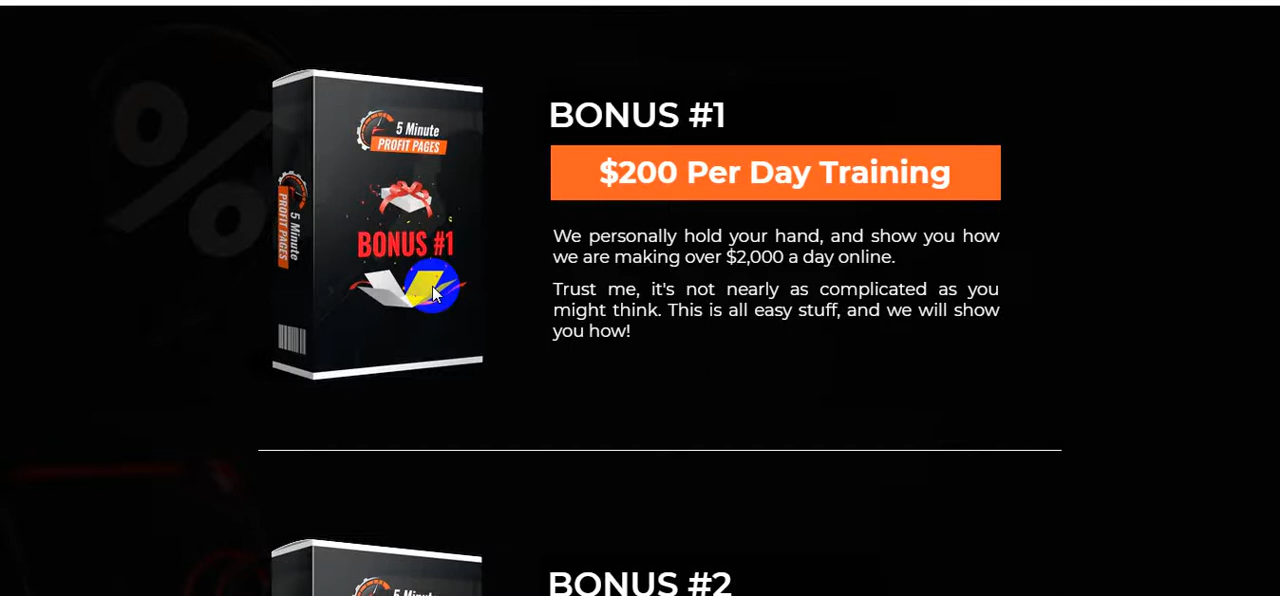 5 Minute
PROFIT PAGES
BONUS #1
5 Minute
PROFIT PAGES
BONUS #1
$200 Per Day Training
We personally hold your hand, and show you how
we are making over $2,000 a day online.
Trust me, it's not nearly as complicated as you
might think. This is all easy stuff, and we will show
you how!
%
BONUS #2